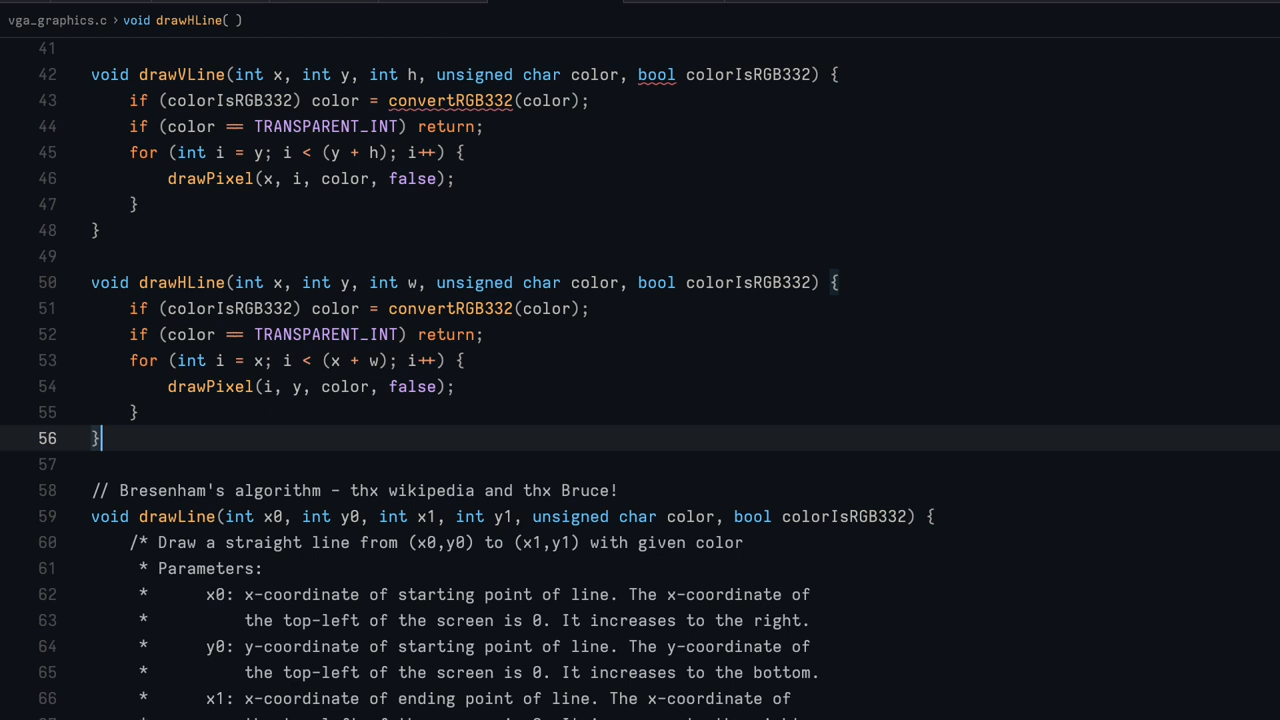 vga_graphics.c › void drawHLine( )
41
42 void drawVLine(int x, int y, int h, unsigned char color, bool colorIsRGB332) {
43     if (colorIsRGB332) color = convertRGB332(color);
44     if (color == TRANSPARENT_INT) return;
45     for (int i = y; i < (y + h); i++) {
46         drawPixel(x, i, color, false);
47     }
48 }
49
50 void drawHLine(int x, int y, int w, unsigned char color, bool colorIsRGB332) {
51     if (colorIsRGB332) color = convertRGB332(color);
52     if (color == TRANSPARENT_INT) return;
53     for (int i = x; i < (x + w); i++) {
54         drawPixel(i, y, color, false);
55     }
56 }
57
58 // Bresenham's algorithm - thx wikipedia and thx Bruce!
59 void drawLine(int x0, int y0, int x1, int y1, unsigned char color, bool colorIsRGB332) {
60     /* Draw a straight line from (x0,y0) to (x1,y1) with given color
61      * Parameters:
62      *      x0: x-coordinate of starting point of line. The x-coordinate of
63      *          the top-left of the screen is 0. It increases to the right.
64      *      y0: y-coordinate of starting point of line. The y-coordinate of
65      *          the top-left of the screen is 0. It increases to the bottom.
66      *      x1: x-coordinate of ending point of line. The x-coordinate of